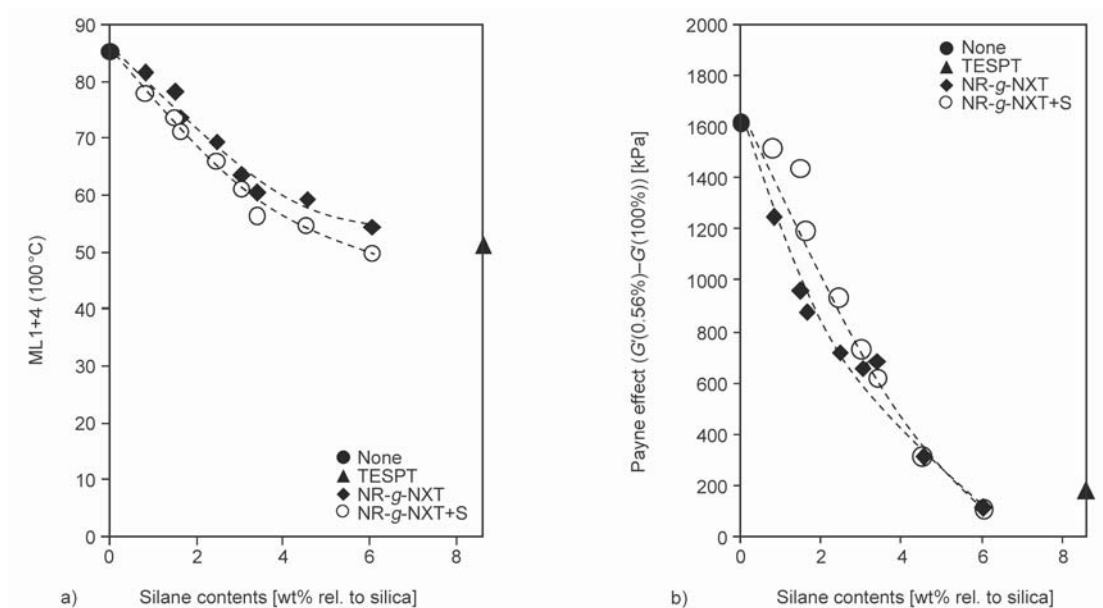 ML1+4 (100°C)
90
80
70
60
50
40
30
20
10
0
None
TESPT
NR-g-NXT
NR-g-NXT+S
0
2
4
6
8
a) Silane contents [wt% rel. to silica]
Payne effect (G'(0.56%)–G'(100%)) [kPa]
2000
1800
1600
1400
1200
1000
800
600
400
200
0
None
TESPT
NR-g-NXT
NR-g-NXT+S
0
2
4
6
8
b) Silane contents [wt% rel. to silica]